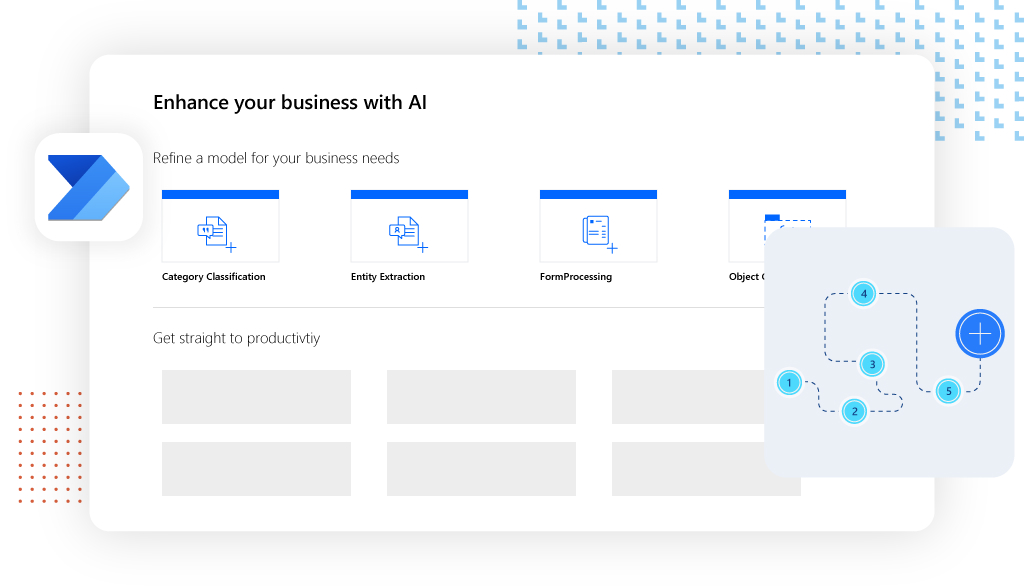 Enhance your business with AI
Refine a model for your business needs
Category Classification
Entity Extraction
FormProcessing
Object
Get straight to productivtiy
4
3
1
2
5